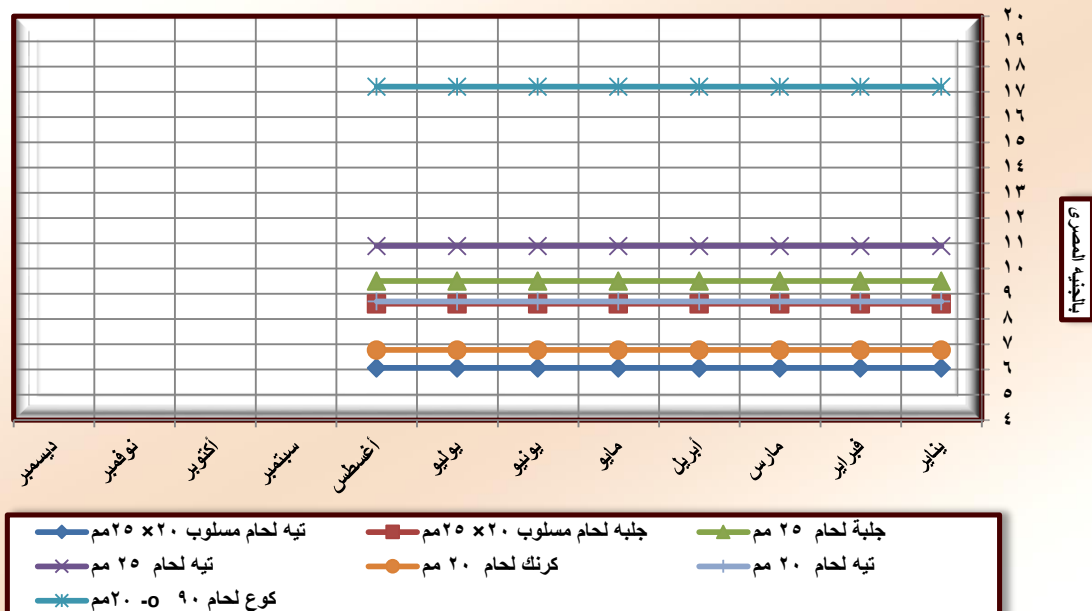 ٢٠
١٩
١٨
١٧
١٦
١٥
١٤
١٣
١٢
١١
١٠
٩
٨
٧
٦
٥
٤
بالجنيه المصرى
يناير
فبراير
مارس
أبريل
مايو
يونيو
يوليو
أغسطس
سبتمبر
أكتوبر
نوفمبر
ديسمبر
جلبة لحام ٢٥ مم
جلبه لحام مسلوب ٢٠× ٢٥مم
تيه لحام مسلوب ٢٠× ٢٥مم
تيه لحام ٢٠ مم
كرنك لحام ٢٠ مم
تيه لحام ٢٥ مم
كوع لحام ٩٠ o- ٢٠مم